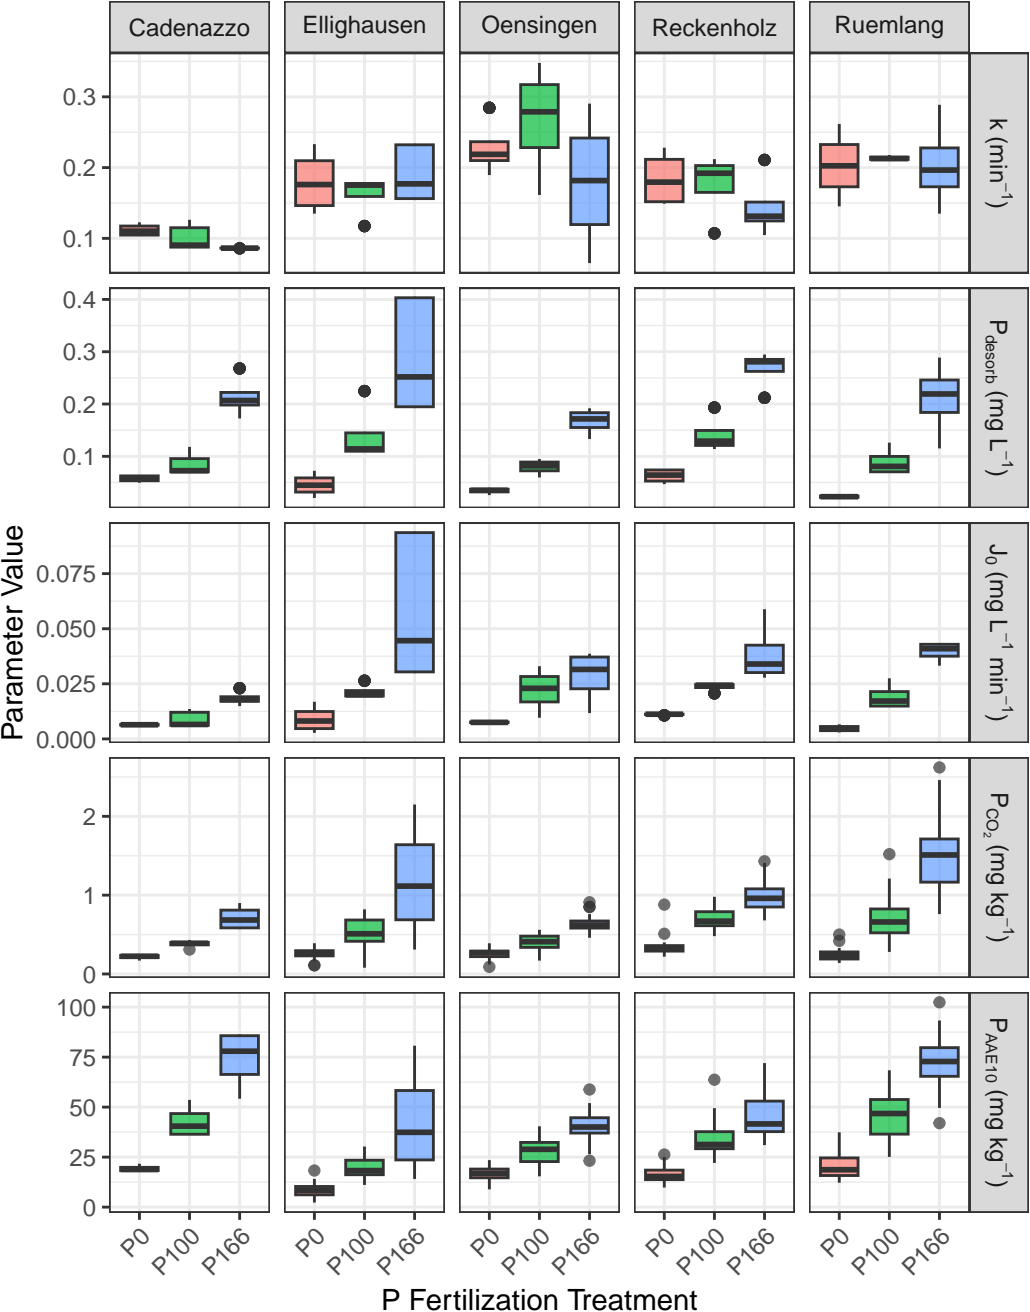 Cadenazzo Ellighausen Oensingen Reckenholz Ruemlang
0.3
0.2
0.1
k (min⁻¹)
0.4
0.3
0.2
0.1
P_desorb (mg L⁻¹)
0.075
0.050
0.025
0.000
J₀ (mg L⁻¹ min⁻¹)
2
1
0
P_CO₂ (mg kg⁻¹)
100
75
50
25
0
P_AAE10 (mg kg⁻¹)
Parameter Value
P0 P100 P166 P0 P100 P166 P0 P100 P166 P0 P100 P166 P0 P100 P166
P Fertilization Treatment